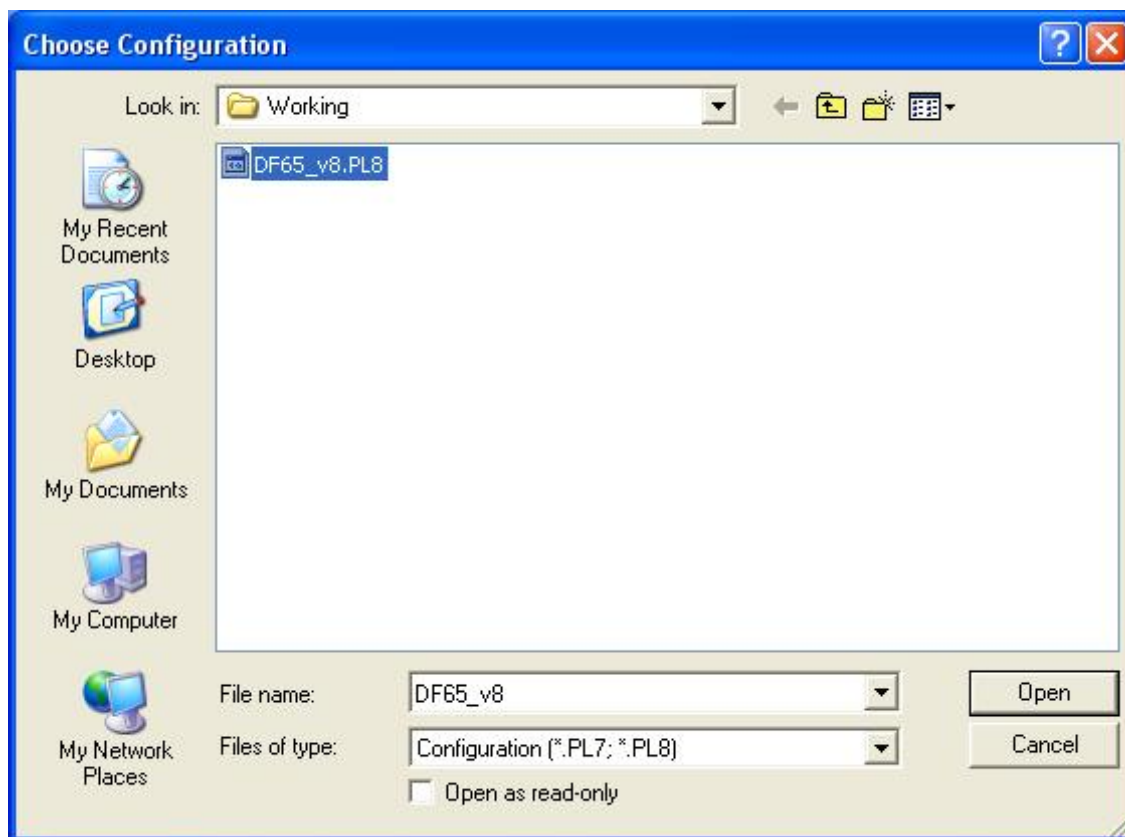 Choose Configuration
Look in: Working
DF65_v8.PL8
My Recent
Documents
Desktop
My Documents
My Computer
My Network
Places
File name: DF65_v8 Open
Files of type: Configuration (*.PL7; *.PL8) Cancel
Open as read-only